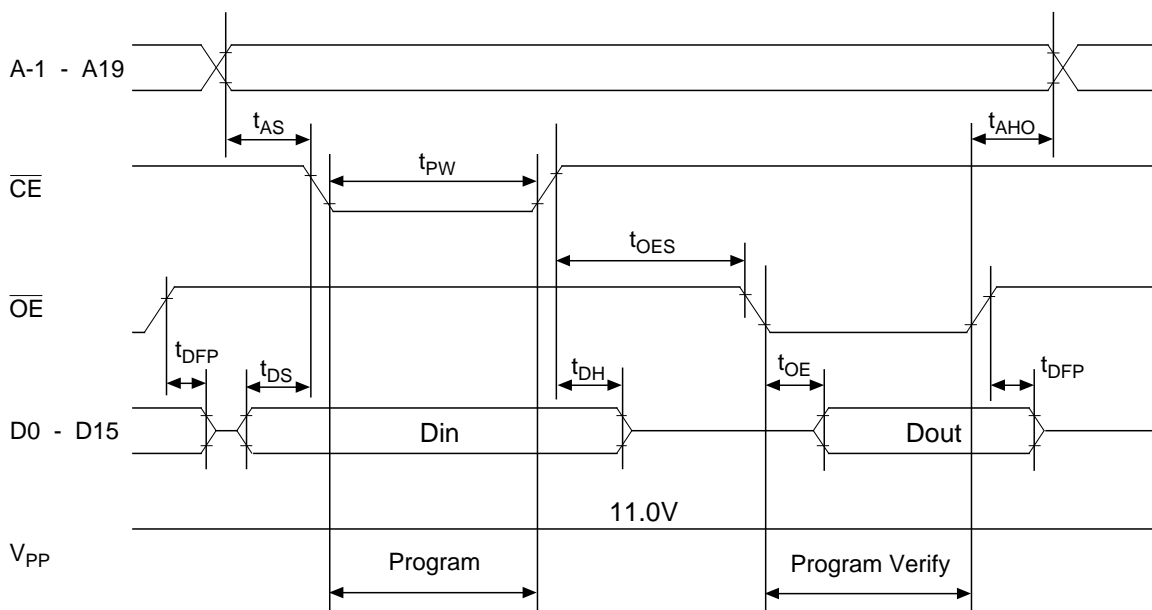 A-1 - A19
tAS
tAHO
CE
tPW
tOES
OE
tDFP
tDS
tDH
tOE
tDFP
D0 - D15
Din
Dout
11.0V
VPP
Program
Program Verify